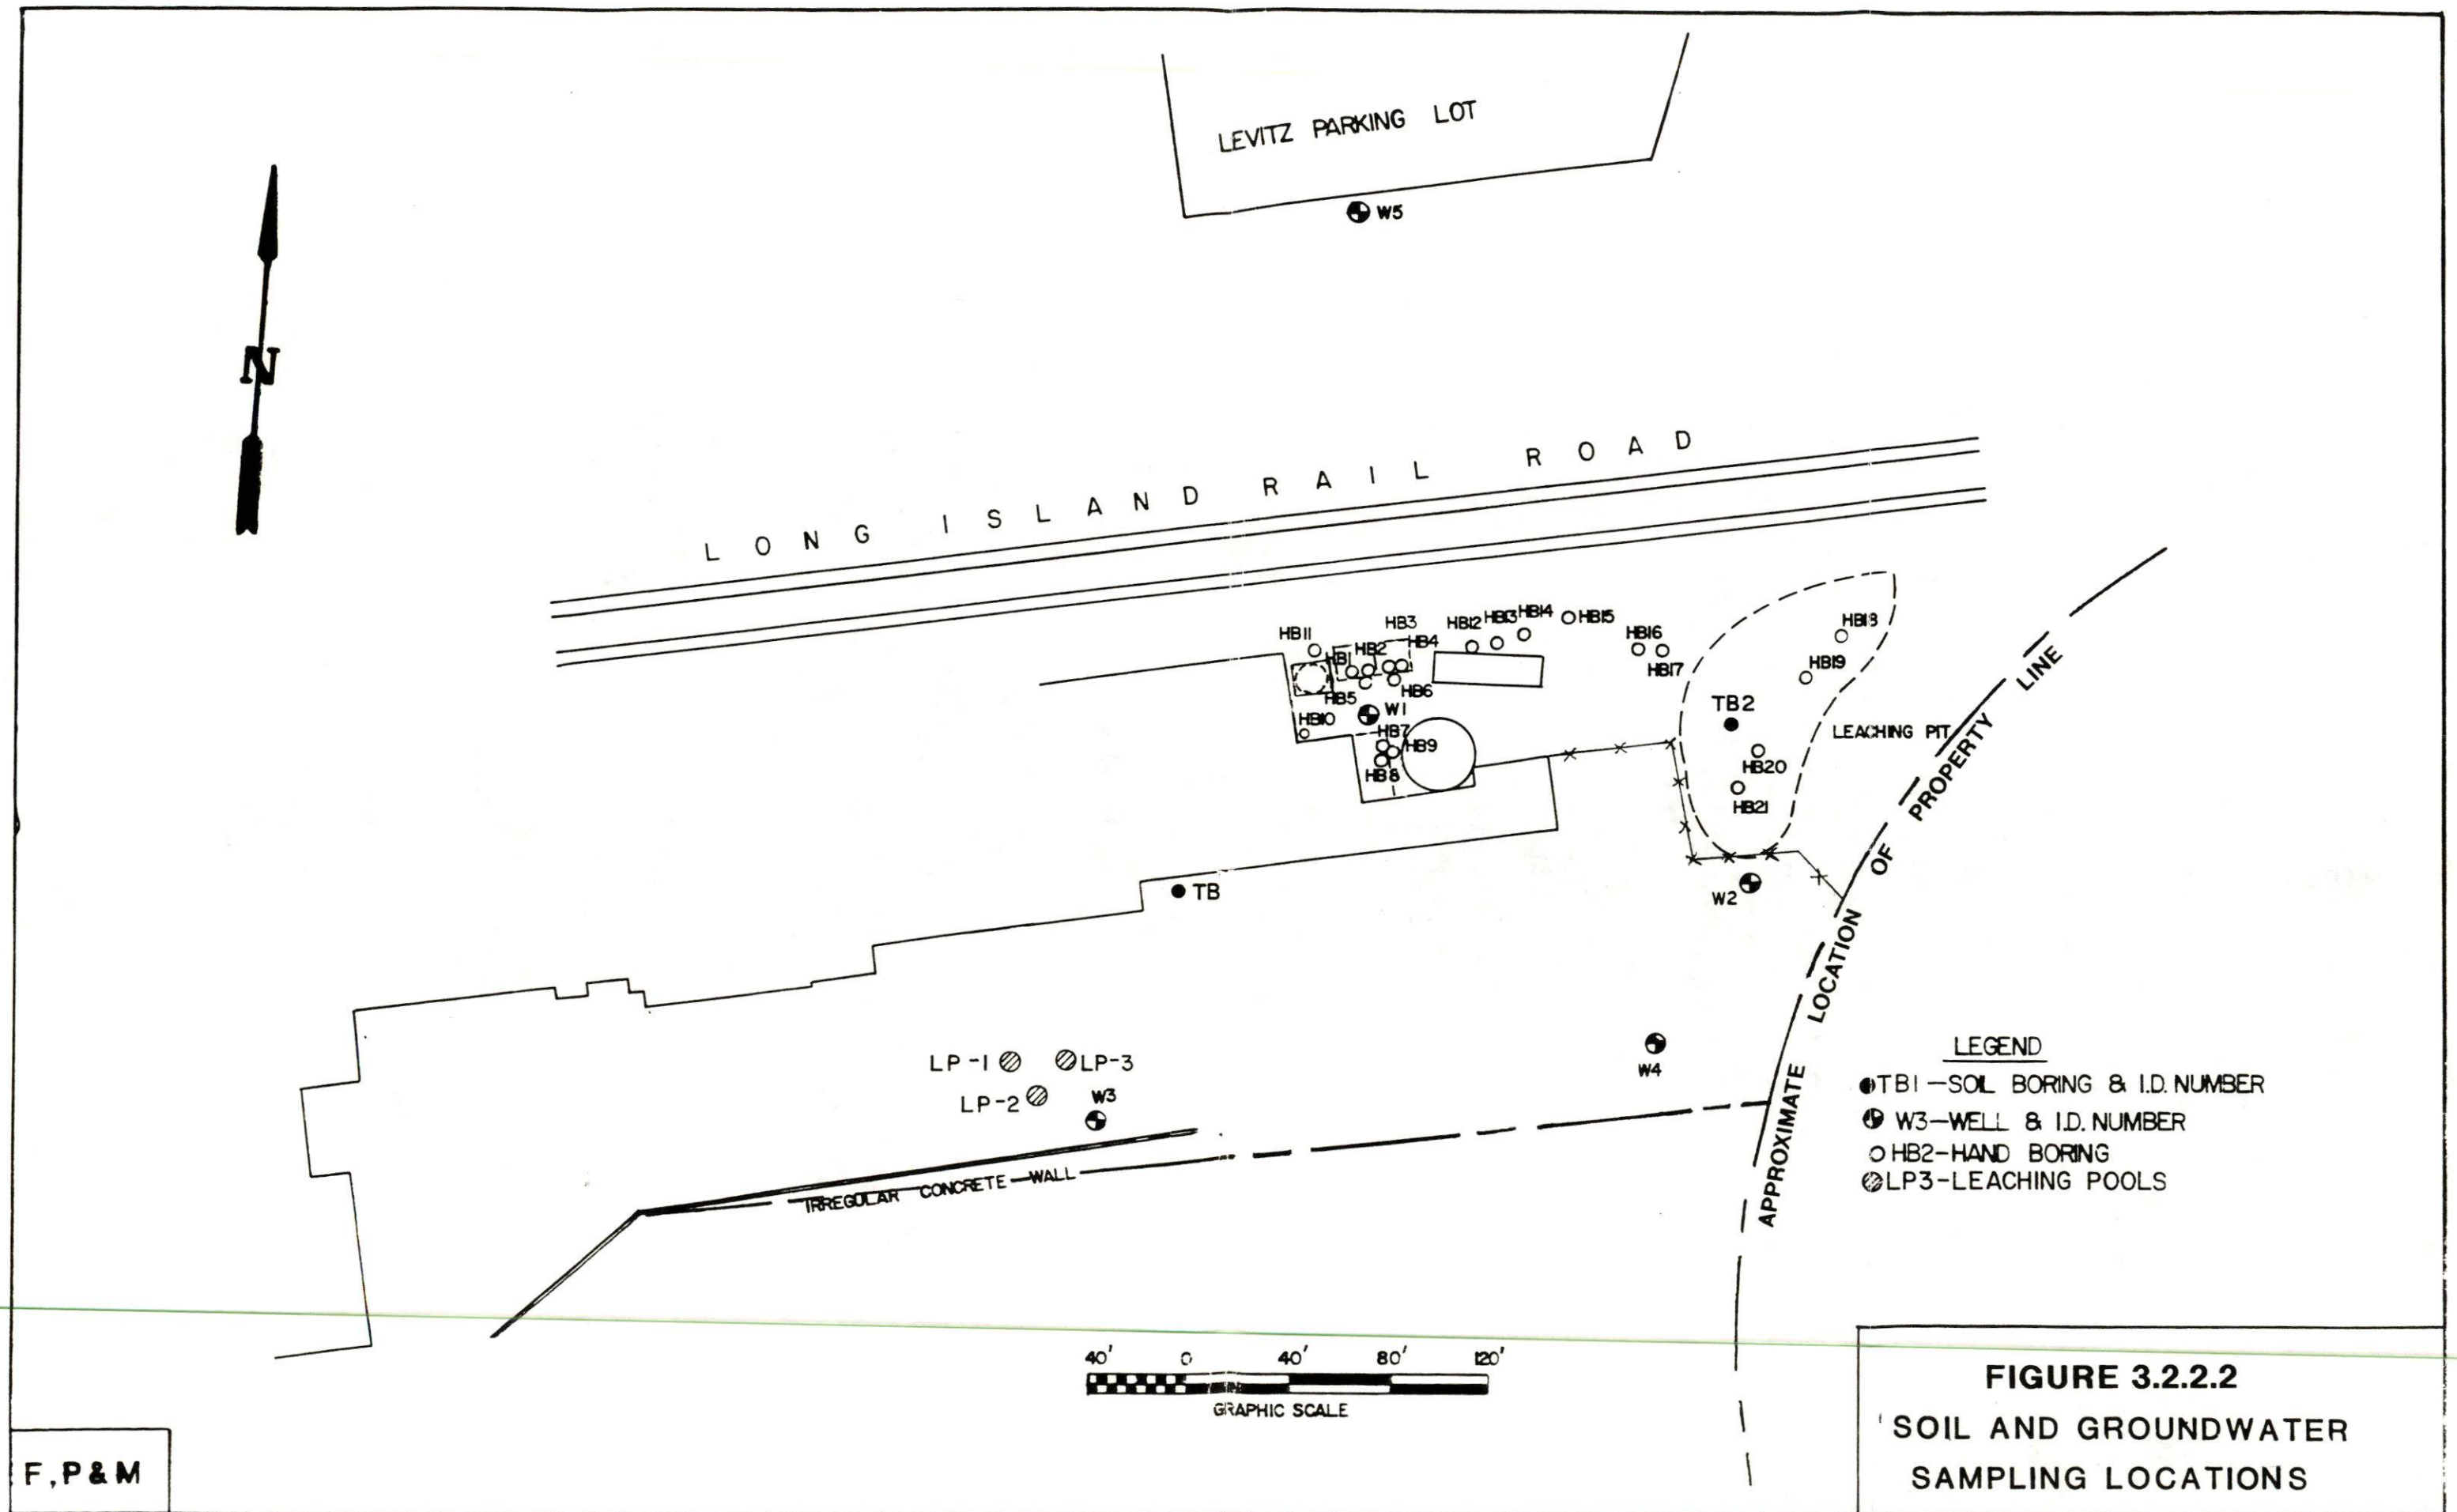 LEVITZ PARKING LOT
W5
N
LONG ISLAND RAIL ROAD
HB3
HB12
HB13
HB14
HB15
HB11
HB1
HB2
HB4
HB16
HB17
HB18
HB19
HB5
HB6
HB10
W1
HB7
HB9
HB8
TB2
LEACHING PIT
HB20
HB21
W2
TB
APPROXIMATE LOCATION OF PROPERTY LINE
LP-1
LP-3
LP-2
W3
W4
IRREGULAR CONCRETE WALL
LEGEND
TB1—SOIL BORING & I.D. NUMBER
W3—WELL & I.D. NUMBER
HB2-HAND BORING
LP3-LEACHING POOLS
40' 0 40' 80' 120'
GRAPHIC SCALE
FIGURE 3.2.2.2
SOIL AND GROUNDWATER
SAMPLING LOCATIONS
F,P&M